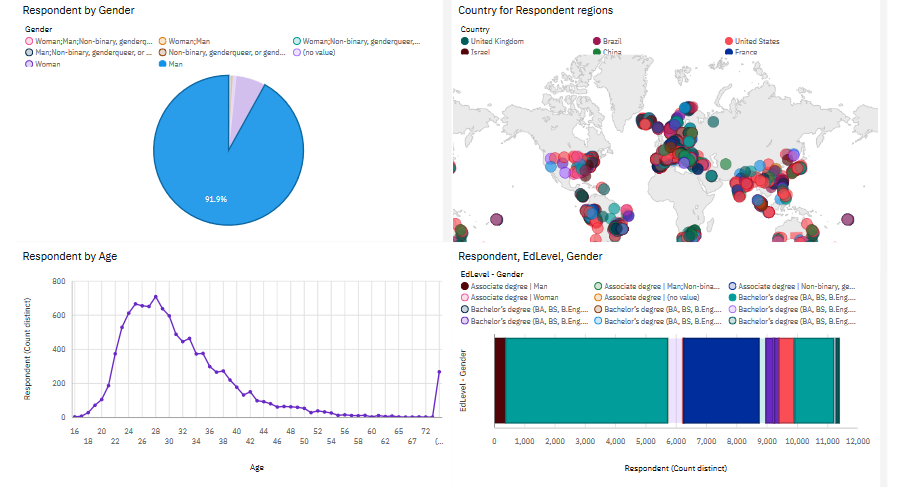 Respondent by Gender
Gender
Woman;Man;Non-binary, genderq...
Woman;Man
Woman;Non-binary, genderqueer,...
Man;Non-binary, genderqueer, or ...
Non-binary, genderqueer, or gend...
(no value)
Woman
Man
91.9%
Country for Respondent regions
Country
United Kingdom
Brazil
United States
Israel
China
France
Respondent by Age
Respondent (Count distinct)
800
600
400
200
0
16 20 24 28 32 36 40 44 48 52 56 60 65 72
18 22 26 30 34 38 42 46 50 54 58 62 67 (...
Age
Respondent, EdLevel, Gender
EdLevel - Gender
Associate degree | Man
Associate degree | Man;Non-bina...
Associate degree | Non-binary, ge...
Associate degree | Woman
Associate degree | (no value)
Bachelor's degree (BA, BS, B.Eng....
Bachelor's degree (BA, BS, B.Eng....
Bachelor's degree (BA, BS, B.Eng....
Bachelor's degree (BA, BS, B.Eng....
Bachelor's degree (BA, BS, B.Eng....
Bachelor's degree (BA, BS, B.Eng....
Bachelor's degree (BA, BS, B.Eng....
EdLevel - Gender
0 1,000 2,000 3,000 4,000 5,000 6,000 7,000 8,000 9,000 10,000 11,000 12,000
Respondent (Count distinct)